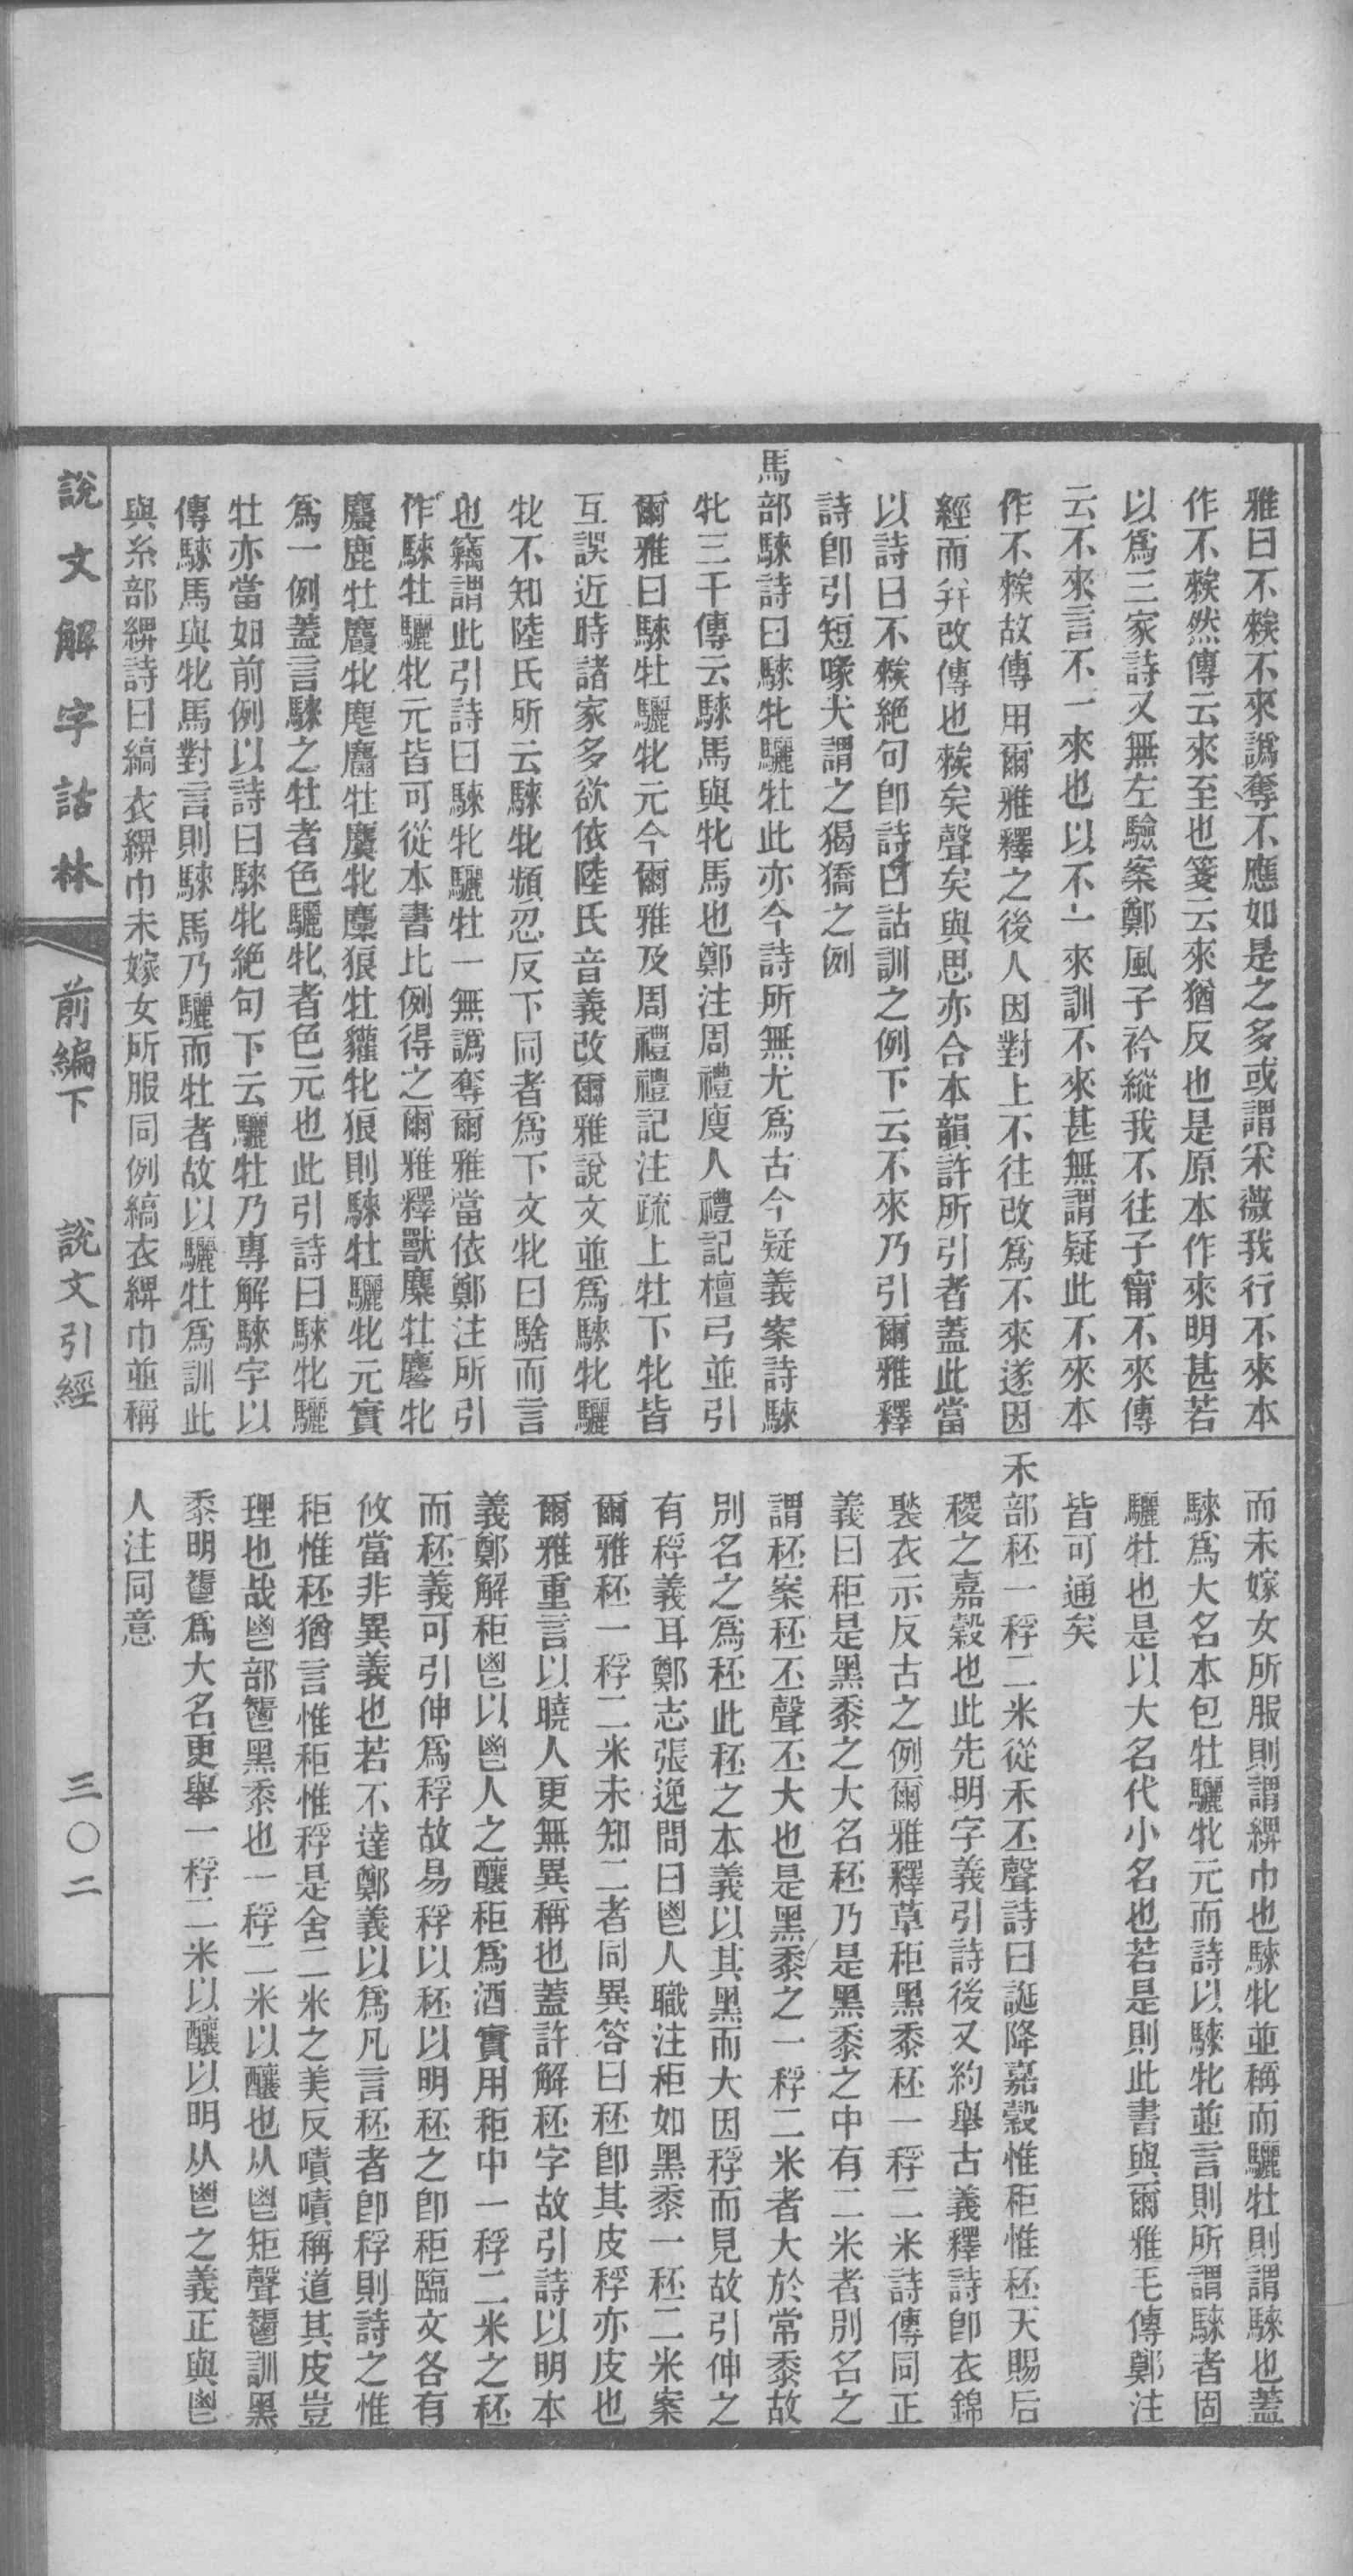 雅曰不𥏳不來譌奪不應如是之多或謂采薇我行不來本
作不𥏳然傳云來至也箋云來猶反也是原本作來明甚若
以爲三家詩又無左驗案鄭風子衿縱我不往子甯不來傳
云不來言不一來也以不一來訓不來甚無謂疑此不來本
作不𥏳故傳用爾雅釋之後人因對上不往改爲不來遂因
經而幷改傳也𥏳矣聲矣與思亦合本韻許所引者蓋此當
以詩曰不𥏳絕句卽詩曰詁訓之例下云不來乃引爾雅釋
詩卽引短喙犬謂之猲獢之例
馬部騋詩曰騋牝驪牡此亦今詩所無尤爲古今疑義案詩騋
牝三千傳云騋馬與牝馬也鄭注周禮廋人禮記檀弓並引
爾雅曰騋牡驪牝元今爾雅及周禮禮記注疏上牡下牝皆
互誤近時諸家多欲依陸氏音義改爾雅說文並爲騋牝驪
牝不知陸氏所云騋牝頻忍反下同者爲下文牝曰騇而言
也竊謂此引詩曰騋牝驪牡一無譌奪爾雅當依鄭注所引
作騋牡驪牝元皆可從本書比例得之爾雅釋獸麋牡麔牝
麎鹿牡麚牝麀麕牡麌牝麜狼牡獾牝狼則騋牡驪牝元實
爲一例蓋言騋之牡者色驪牝者色元也此引詩曰騋牝驪
牡亦當如前例以詩曰騋牝絕句下云驪牡乃專解騋字以
傳騋馬與牝馬對言則騋馬乃驪而牡者故以驪牡爲訓此
與糸部綥詩曰縞衣綥巾未嫁女所服同例縞衣綥巾並稱
而未嫁女所服則謂綥巾也騋牝並稱而驪牡則謂騋也蓋
騋爲大名本包牡驪牝元而詩以騋牝並言則所謂騋者固
驪牡也是以大名代小名也若是則此書與爾雅毛傳鄭注
皆可通矣
禾部秠一稃二米從禾丕聲詩曰誕降嘉穀惟秬惟秠天賜后
稷之嘉穀也此先明字義引詩後又約舉古義釋詩卽衣錦
褧衣示反古之例爾雅釋草秬黑黍秠一稃二米詩傳同正
義曰秬是黑黍之大名秠乃是黑黍之中有二米者別名之
謂秠案秠丕聲丕大也是黑黍之一稃二米者大於常黍故
別名之爲秠此秠之本義以其黑而大因稃而見故引伸之
有稃義耳鄭志張逸問曰鬯人職注秬如黑黍一秠二米案
爾雅秠一稃二米未知二者同異答曰秠卽其皮稃亦皮也
爾雅重言以曉人更無異稱也蓋許解秠字故引詩以明本
義鄭解秬鬯以鬯人之釀秬爲酒實用秬中一稃二米之秠
而秠義可引伸爲稃故易稃以秠以明秠之卽秬臨文各有
攸當非異義也若不達鄭義以爲凡言秠者卽稃則詩之惟
秬惟秠猶言惟秬惟稃是舍二米之美反嘖嘖稱道其皮豈
理也哉鬯部𩰤黑黍也一稃二米以釀也从鬯矩聲𩰤訓黑
黍明𩰤爲大名更舉一稃二米以釀以明从鬯之義正與鬯
人注同意
說文解字詁林
前編下
說文引經
三〇二